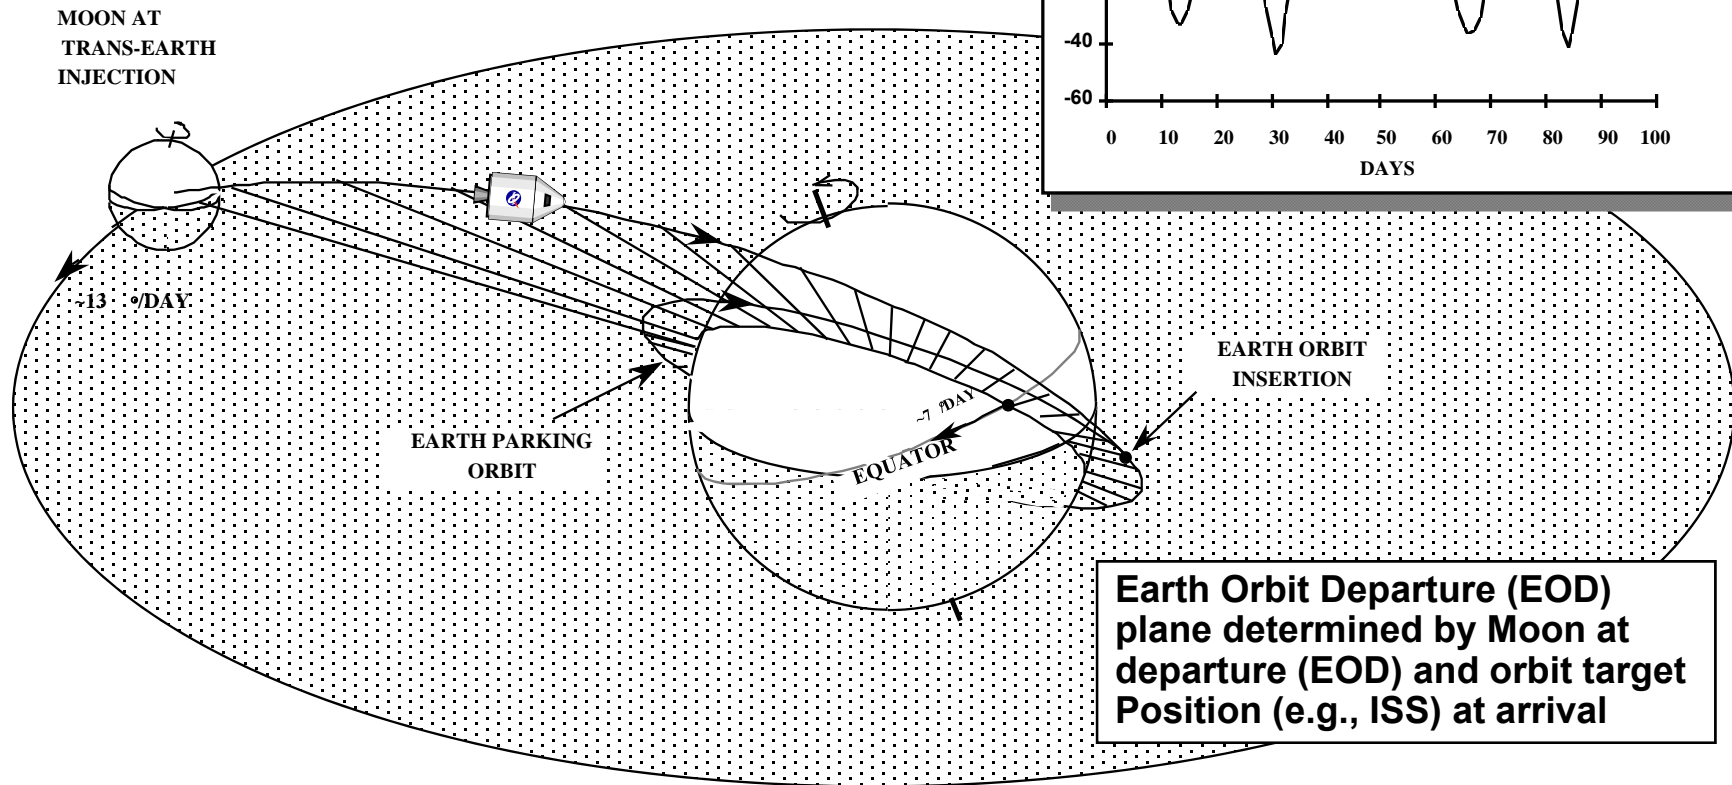 MOON AT
TRANS-EARTH
INJECTION
-40
-60
0 10 20 30 40 50 60 70 80 90 100
DAYS
~13 º/DAY
EARTH ORBIT
INSERTION
~7 º/DAY
EQUATOR
EARTH PARKING
ORBIT
Earth Orbit Departure (EOD)
plane determined by Moon at
departure (EOD) and orbit target
Position (e.g., ISS) at arrival